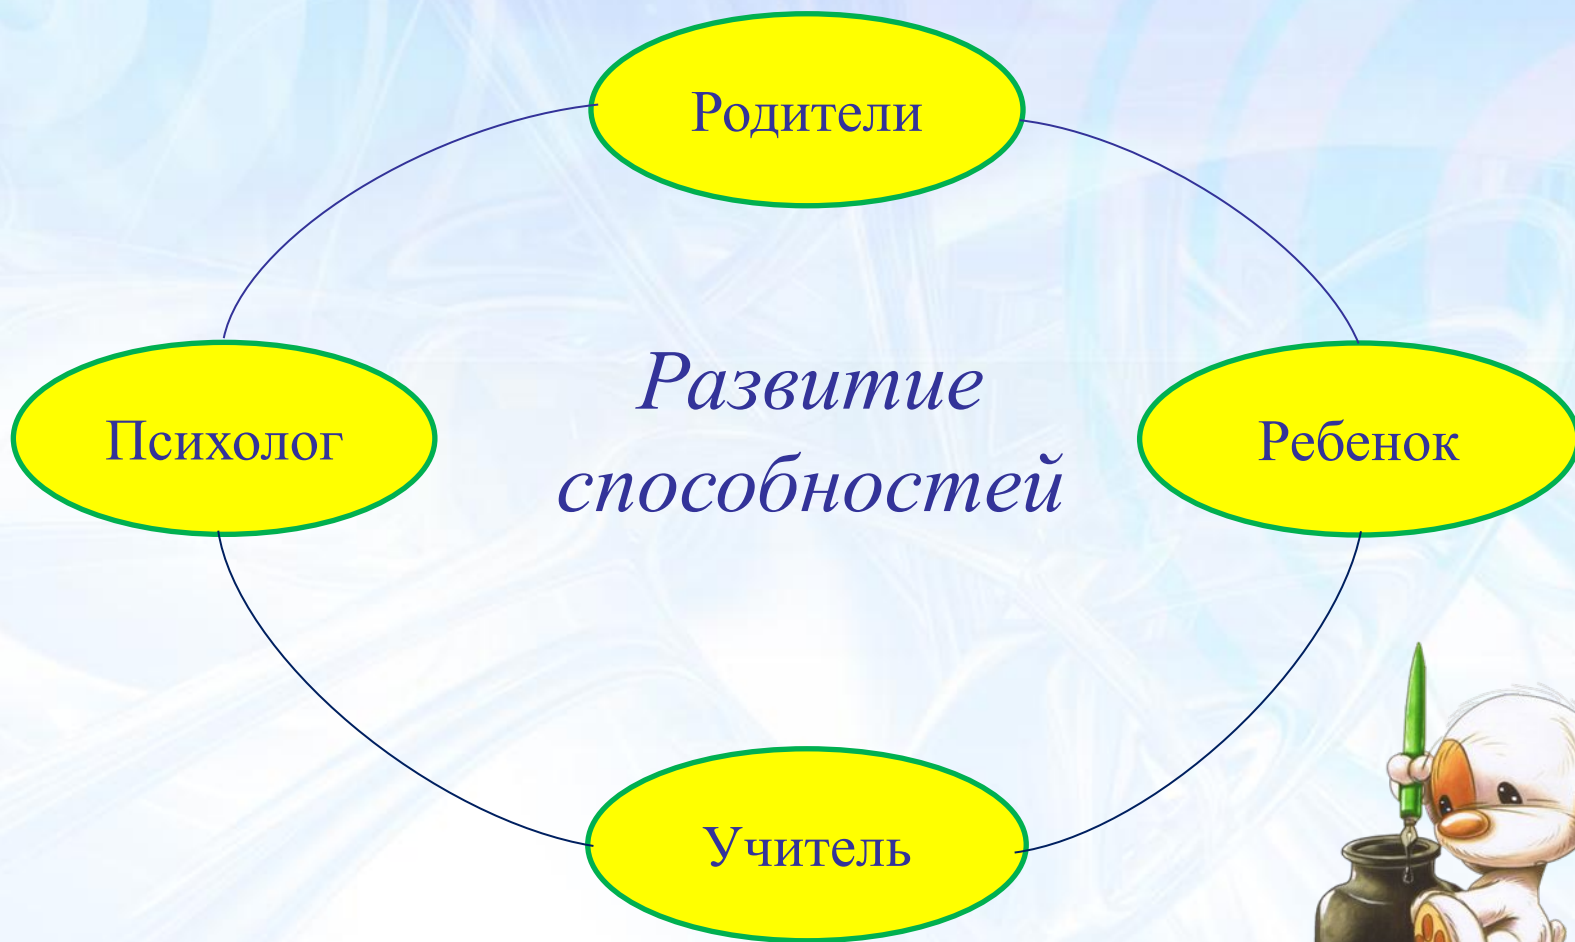 Родители
Развитие
способностей
Психолог
Ребенок
Учитель